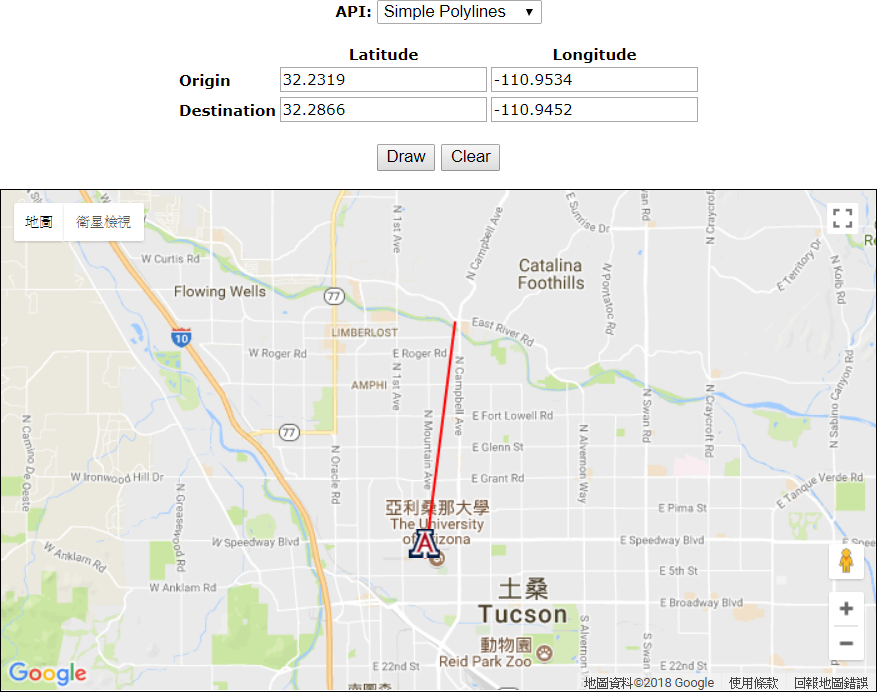 API: Simple Polylines
Latitude Longitude
Origin 32.2319 -110.9534
Destination 32.2866 -110.9452
Draw Clear
地圖 衛星檢視
N 1st Ave
N Campbell Ave
E Sunrise Dr
N Craycroft
E Territory Dr
N Kolb Rd
W Curtis Rd
Flowing Wells
77
Catalina
Foothills
N Pontatoc Rd
10
LIMBERLOST
East River Rd
W Roger Rd
E Roger Rd
N 1st Ave
N Campbell Ave
AMPHI
N Swan Rd
N Craycroft Rd
N Sabino Canyon Rd
N Camino De Oeste
77
N Oracle Rd
N Mountain Ave
E Fort Lowell Rd
E Glenn St
N Alvernon Way
E Grant Rd
W Ironwood Hill Dr
N Greasewood Rd
E Tanque Verde Rd
亞利桑那大學
The University
of Arizona
A
E Pima St
W Speedway Blvd
E Speedway Blvd
W Anklam Rd
W Anklam Rd
E 5th St
土桑
Tucson
E Broadway Blvd
S Alvernon
S Swan
動物園
Reid Park Zoo
E 22nd St
E 22nd St
Google
地圖資料©2018 Google 使用條款 回報地圖錯誤